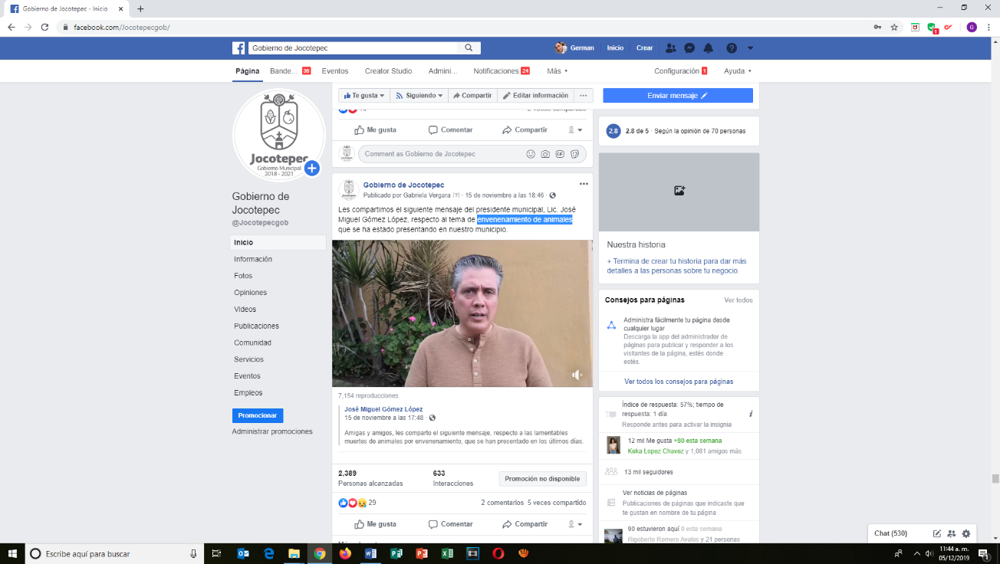 Gobierno de Jocotepec - Inicio
facebook.com/Jocotepecgob/
Gobierno de Jocotepec
German Inicio Crear
Página Bande... 36 Eventos Creator Studio Admini... Notificaciones 24 Más Configuración 1 Ayuda
Te gusta Siguiendo Compartir Editar información ...
Enviar mensaje
Me gusta Comentar Compartir
Comment as Gobierno de Jocotepec
GIF
Jocotepec
Gobierno Municipal
2018 - 2021
Gobierno de
Jocotepec
@Jocotepecgob
Inicio
Información
Fotos
Opiniones
Videos
Publicaciones
Comunidad
Servicios
Eventos
Empleos
Promocionar
Administrar promociones
Gobierno de Jocotepec
Publicado por Gabriela Vergara [?] · 15 de noviembre a las 18:46 ·
Les compartimos el siguiente mensaje del presidente municipal, Lic. José
Miguel Gómez López, respecto al tema de envenenamiento de animales
que se ha estado presentando en nuestro municipio.
7,154 reproducciones
José Miguel Gómez López
15 de noviembre a las 17:48 ·
Amigas y amigos, les comparto el siguiente mensaje, respecto a las lamentables
muertes de animales por envenenamiento, que se han presentado en los últimos días.
2,389 633
Personas alcanzadas Interacciones
Promoción no disponible
29 2 comentarios 5 veces compartido
Me gusta Comentar Compartir
2.8 2.8 de 5 · Según la opinión de 70 personas
Nuestra historia
+ Termina de crear tu historia para dar más
detalles a las personas sobre tu negocio.
Consejos para páginas Ver todos
Administra fácilmente tu página desde
cualquier lugar
Descarga la app del administrador de
páginas para publicar y responder a los
visitantes de la página, estés donde
estés.
Ver todos los consejos para páginas
Índice de respuesta: 57%; tiempo de
respuesta: 1 día
Responde antes para activar la insignia
12 mil Me gusta +80 esta semana
Keka Lopez Chavez y 1,081 amigos más
13 mil seguidores
Ver noticias de páginas
Publicaciones de páginas que indicaste que
te gustan en nombre de tu página
90 estuvieron aquí 0 esta semana
Rigoberto Romero Avalos y 21 personas
Chat (530)
Escribe aquí para buscar
11:44 a. m.
05/12/2019